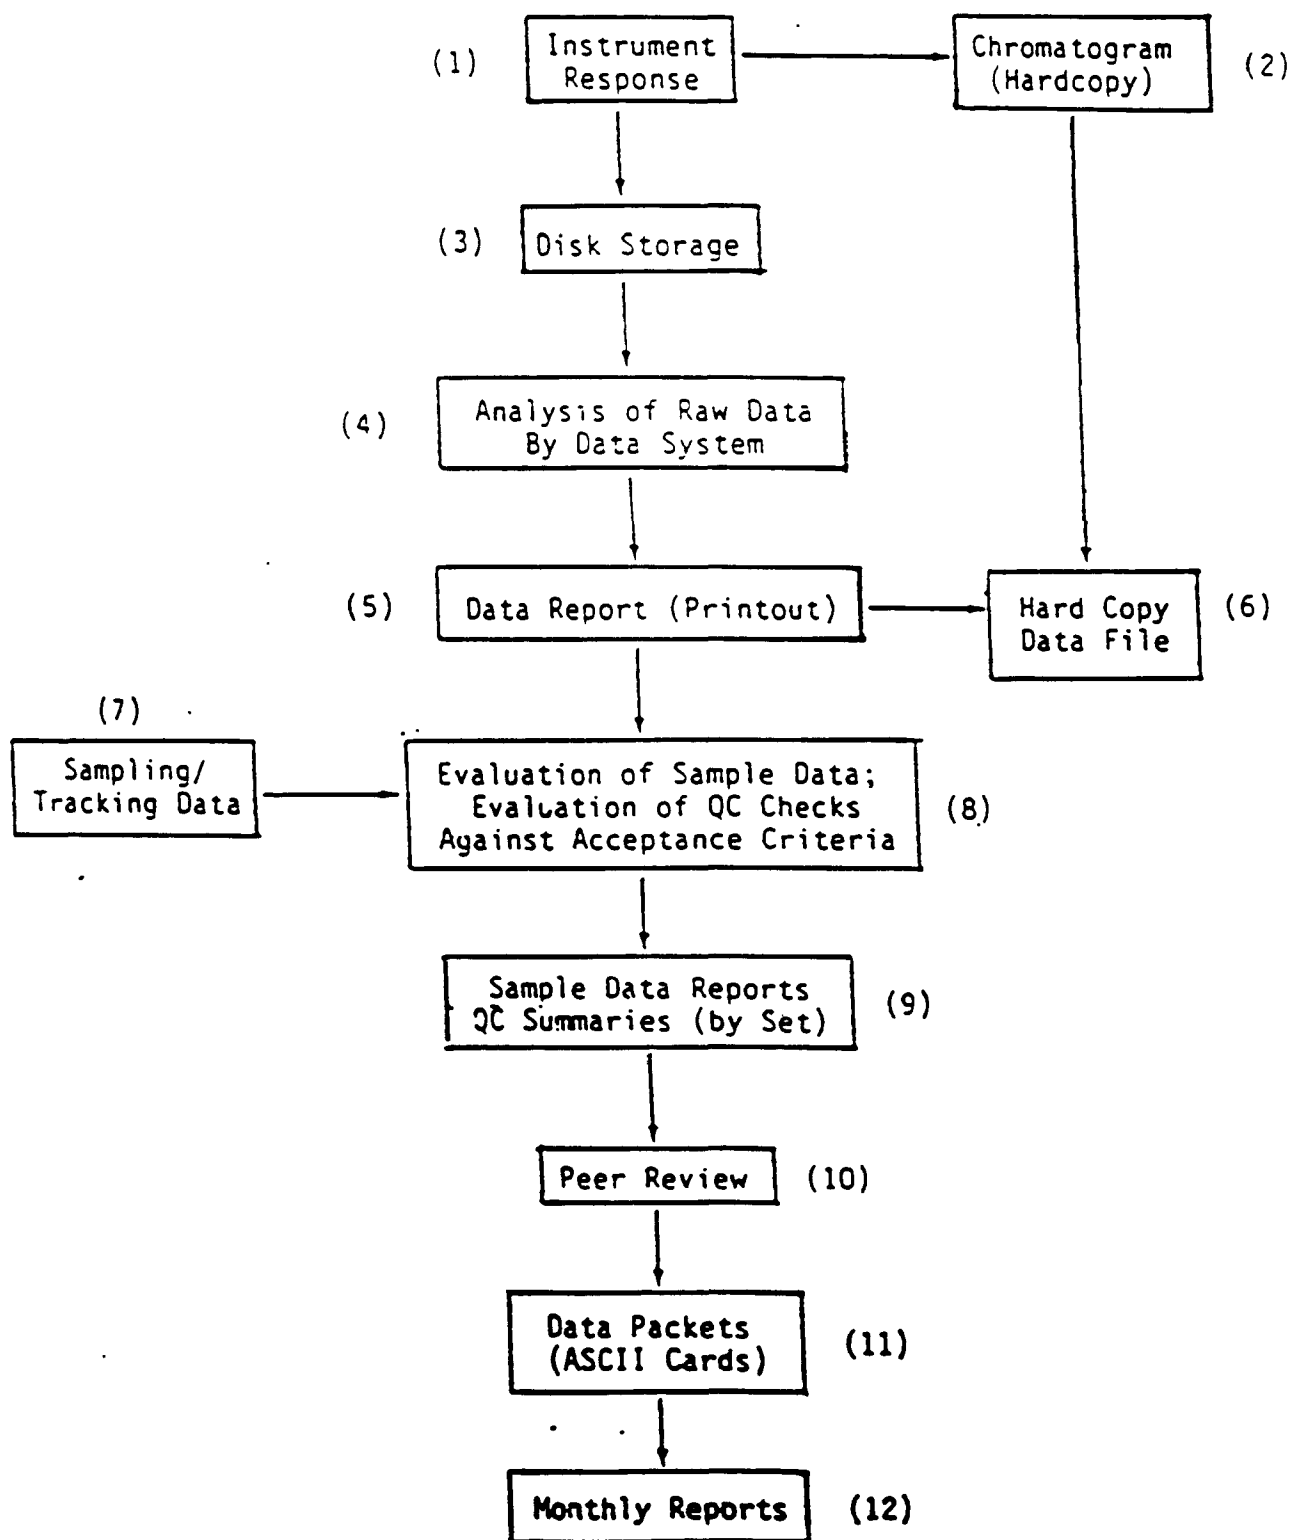 (1)
Instrument
Response
Chromatogram
(Hardcopy)
(2)
(3)
Disk Storage
(4)
Analysis of Raw Data
By Data System
(5)
Data Report (Printout)
Hard Copy
Data File
(6)
(7)
Sampling/
Tracking Data
Evaluation of Sample Data;
Evaluation of QC Checks
Against Acceptance Criteria
(8)
Sample Data Reports
QC Summaries (by Set)
(9)
Peer Review
(10)
Data Packets
(ASCII Cards)
(11)
Monthly Reports
(12)